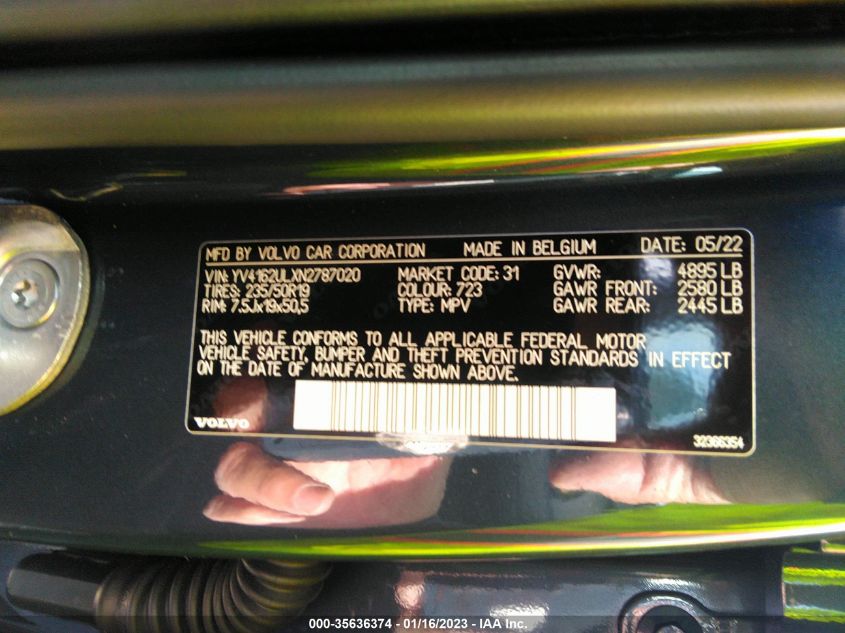 MFD BY VOLVO CAR CORPORATION MADE IN BELGIUM DATE: 05/22
VIN: YV4162ULXN2787020 MARKET CODE: 31 GVWR: 4895 LB
TIRES: 235/50R19 COLOUR: 723 GAWR FRONT: 2580 LB
RIM: 7.5Jx19x50,5 TYPE: MPV GAWR REAR: 2445 LB
THIS VEHICLE CONFORMS TO ALL APPLICABLE FEDERAL MOTOR
VEHICLE SAFETY, BUMPER AND THEFT PREVENTION STANDARDS IN EFFECT
ON THE DATE OF MANUFACTURE SHOWN ABOVE.
VOLVO 32366354
000-35636374 - 01/16/2023 - IAA Inc.